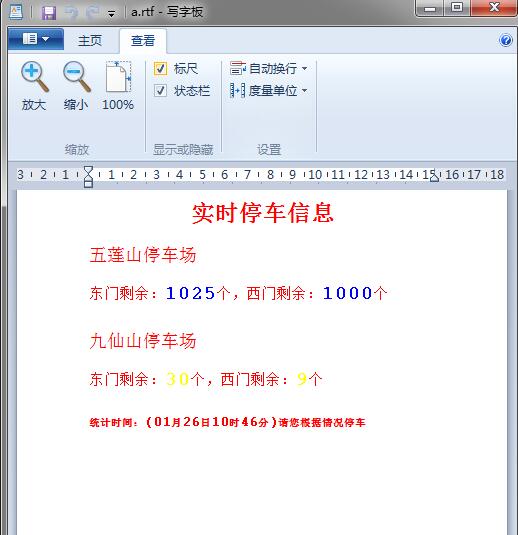 a.rtf - 写字板
主页 查看
放大 缩小 100%
标尺
状态栏
自动换行
度量单位
缩放 显示或隐藏 设置
3 2 1 1 2 3 4 5 6 7 8 9 10 11 12 13 14 15 16 17 18
实时停车信息
五莲山停车场
东门剩余：1025个，西门剩余：1000个
九仙山停车场
东门剩余：30个，西门剩余：9个
统计时间：(01月26日10时46分)请您根据情况停车